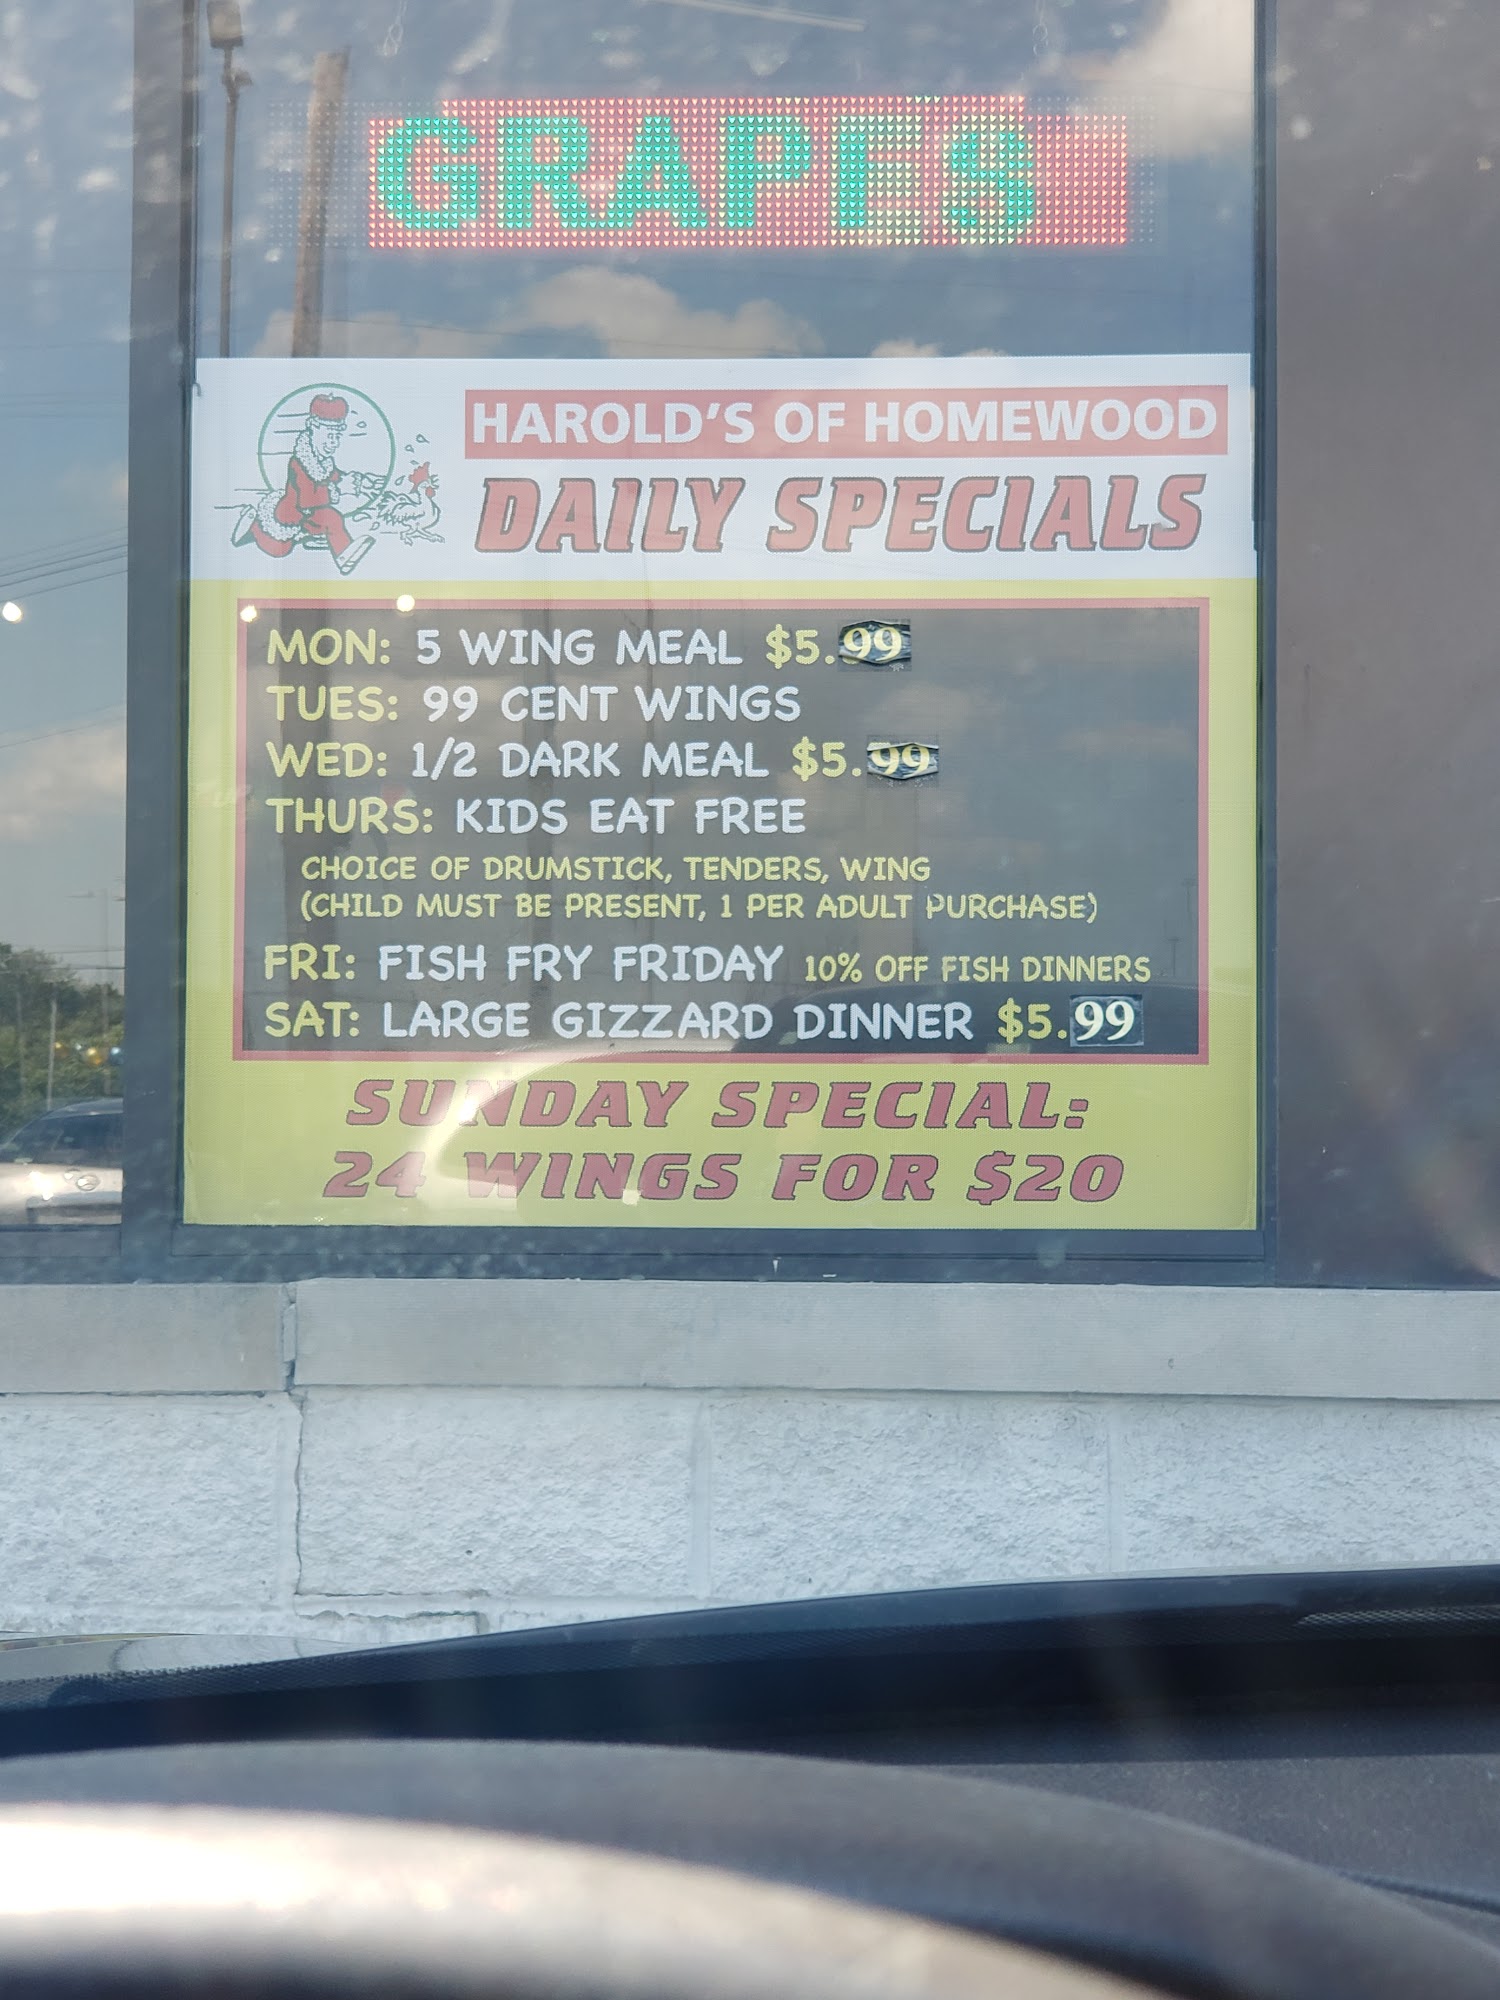 GRAPES
HAROLD'S OF HOMEWOOD
DAILY SPECIALS
MON: 5 WING MEAL $5.99
TUES: 99 CENT WINGS
WED: 1/2 DARK MEAL $5.99
THURS: KIDS EAT FREE
CHOICE OF DRUMSTICK, TENDERS, WING
(CHILD MUST BE PRESENT, 1 PER ADULT PURCHASE)
FRI: FISH FRY FRIDAY 10% OFF FISH DINNERS
SAT: LARGE GIZZARD DINNER $5.99
SUNDAY SPECIAL:
24 WINGS FOR $20